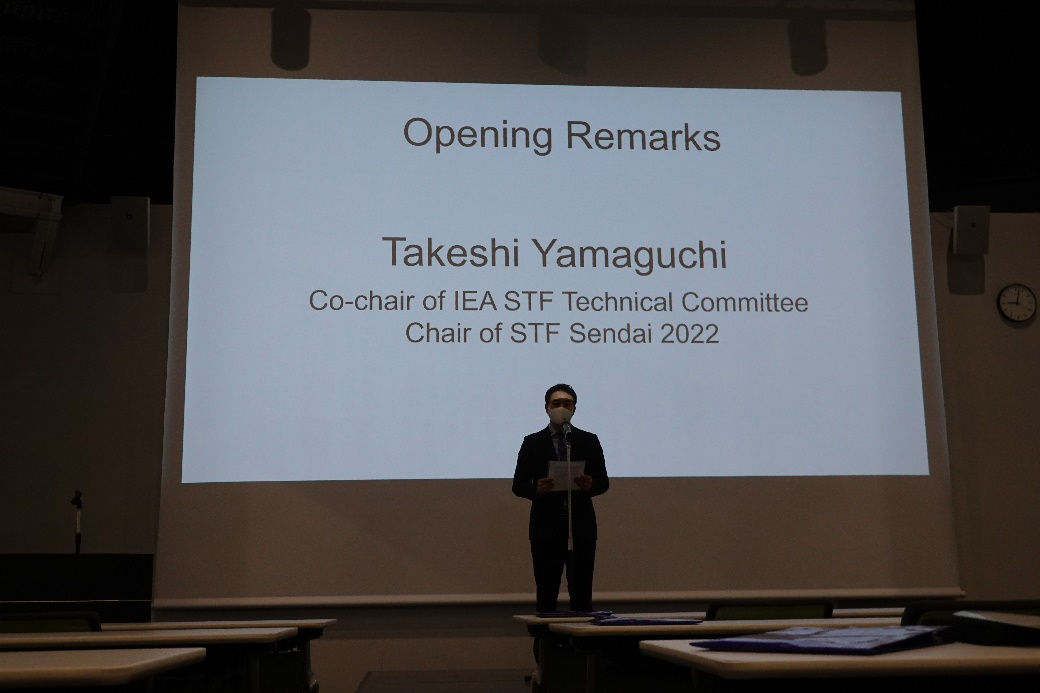 Opening Remarks
Takeshi Yamaguchi
Co-chair of IEA STF Technical Committee
Chair of STF Sendai 2022